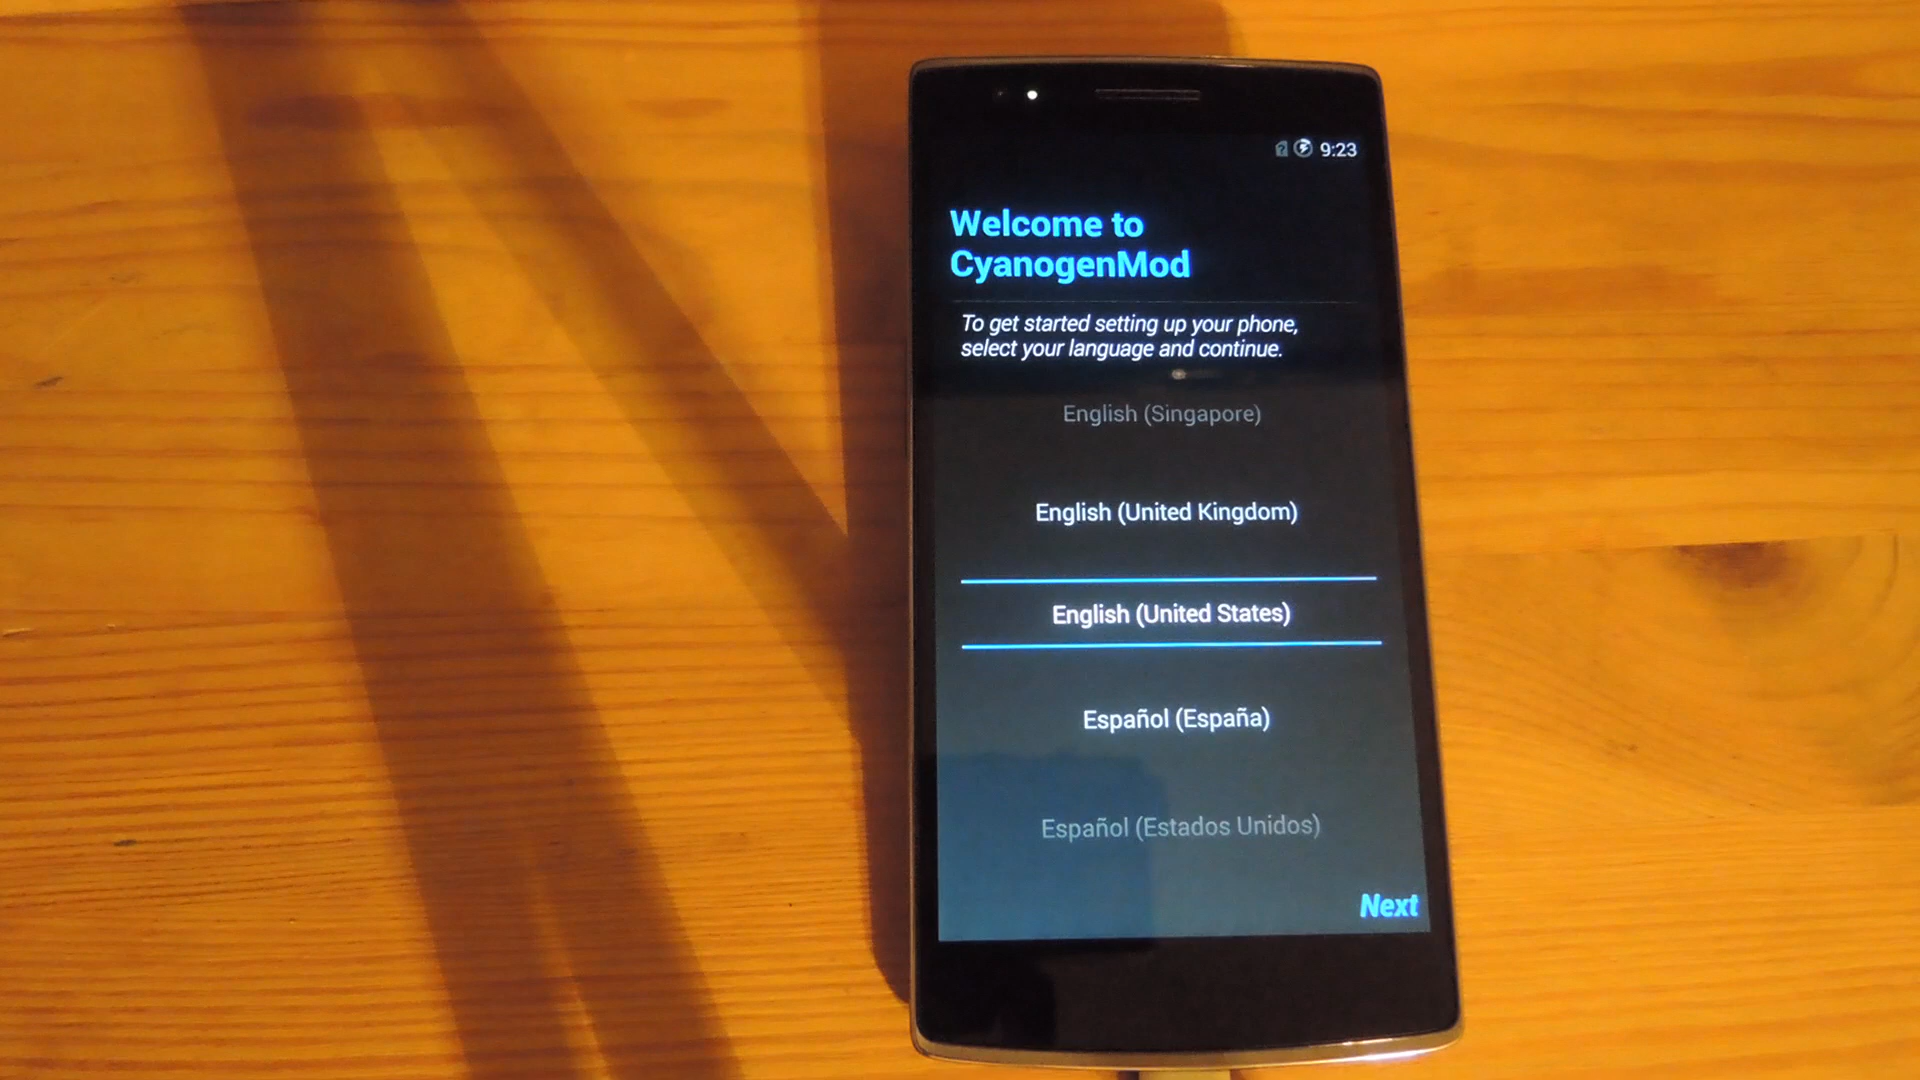 9:23
Welcome to
CyanogenMod
To get started setting up your phone,
select your language and continue.
English (Singapore)
English (United Kingdom)
English (United States)
Español (España)
Español (Estados Unidos)
Next